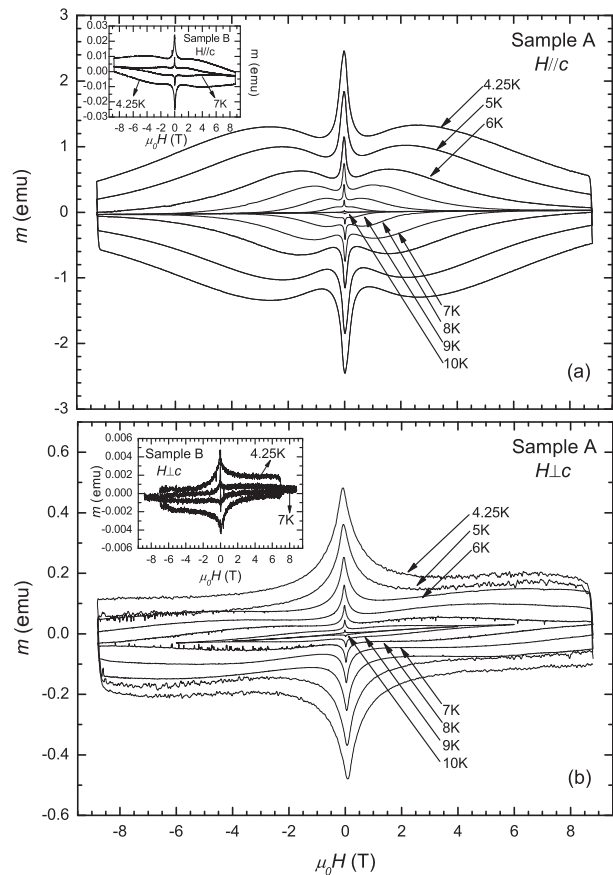 0.03
0.02
0.01
0.00
-0.01
-0.02
-0.03
Sample B
H//c
4.25K
7K
m (emu)
-8 -6 -4 -2 0 2 4 6 8
μ0H (T)
3
2
1
0
-1
-2
-3
m (emu)
Sample A
H//c
4.25K
5K
6K
7K
8K
9K
10K
(a)
0.006
0.004
0.002
0.000
-0.002
-0.004
-0.006
m (emu)
Sample B
H⊥c
4.25K
7K
-8 -6 -4 -2 0 2 4 6 8
μ0H (T)
0.6
0.4
0.2
0.0
-0.2
-0.4
-0.6
m (emu)
Sample A
H⊥c
4.25K
5K
6K
7K
8K
9K
10K
(b)
-8 -6 -4 -2 0 2 4 6 8
μ0H (T)